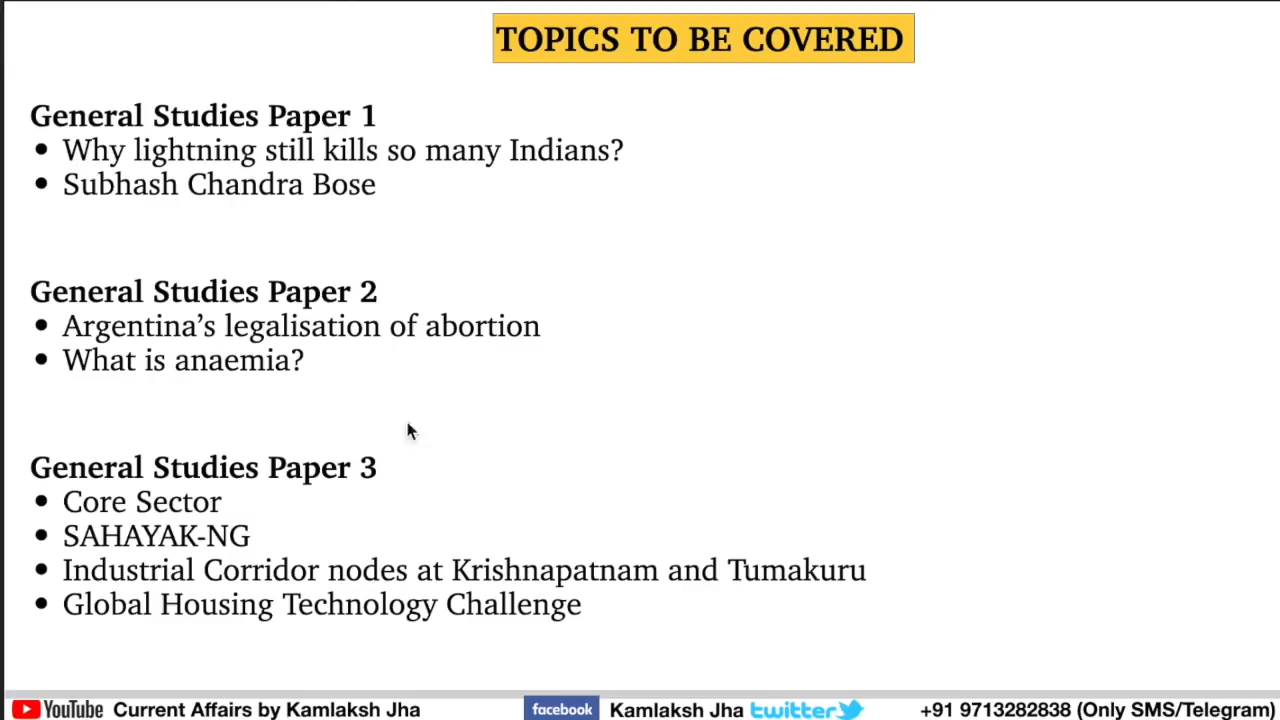 TOPICS TO BE COVERED
General Studies Paper 1
• Why lightning still kills so many Indians?
• Subhash Chandra Bose
General Studies Paper 2
• Argentina’s legalisation of abortion
• What is anaemia?
General Studies Paper 3
• Core Sector
• SAHAYAK-NG
• Industrial Corridor nodes at Krishnapatnam and Tumakuru
• Global Housing Technology Challenge
YouTube Current Affairs by Kamlaksh Jha facebook Kamlaksh Jha twitter +91 9713282838 (Only SMS/Telegram)